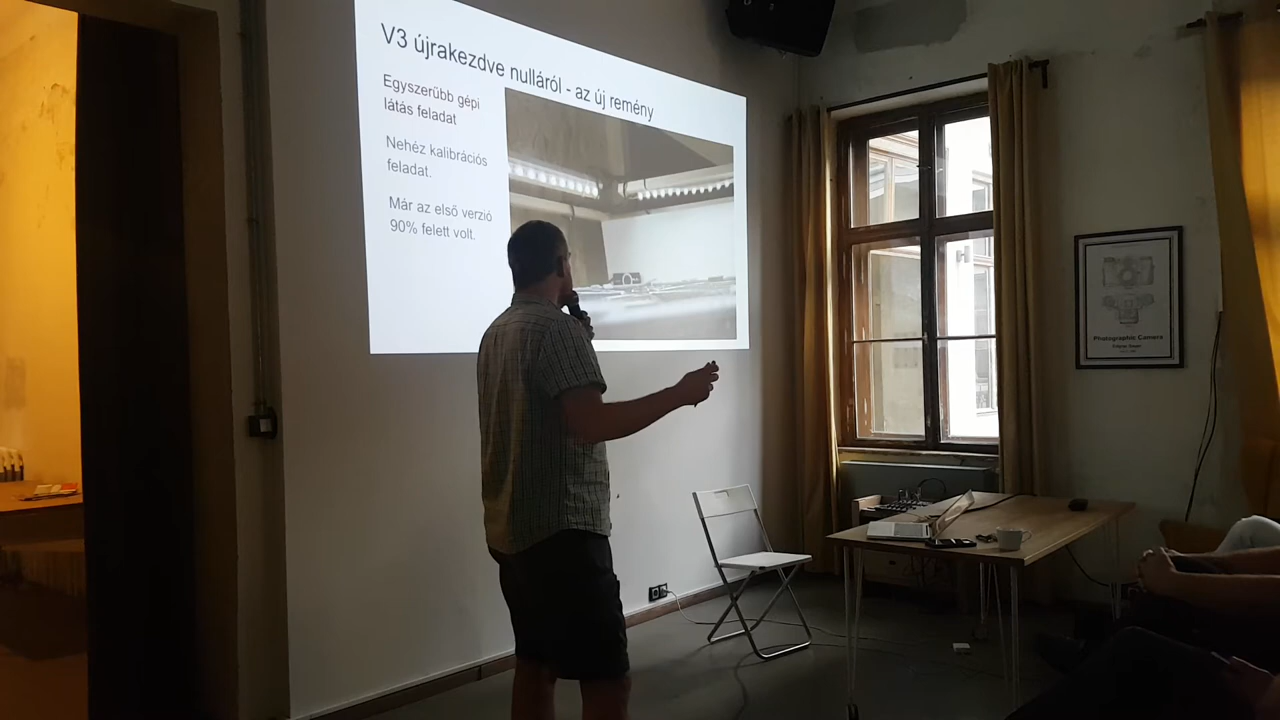 V3 újrakezdve nulláról - az új remény
Egyszerűbb gépi
látás feladat
Nehéz kalibrációs
feladat.
Már az első verzió
90% felett volt.
Photographic Camera